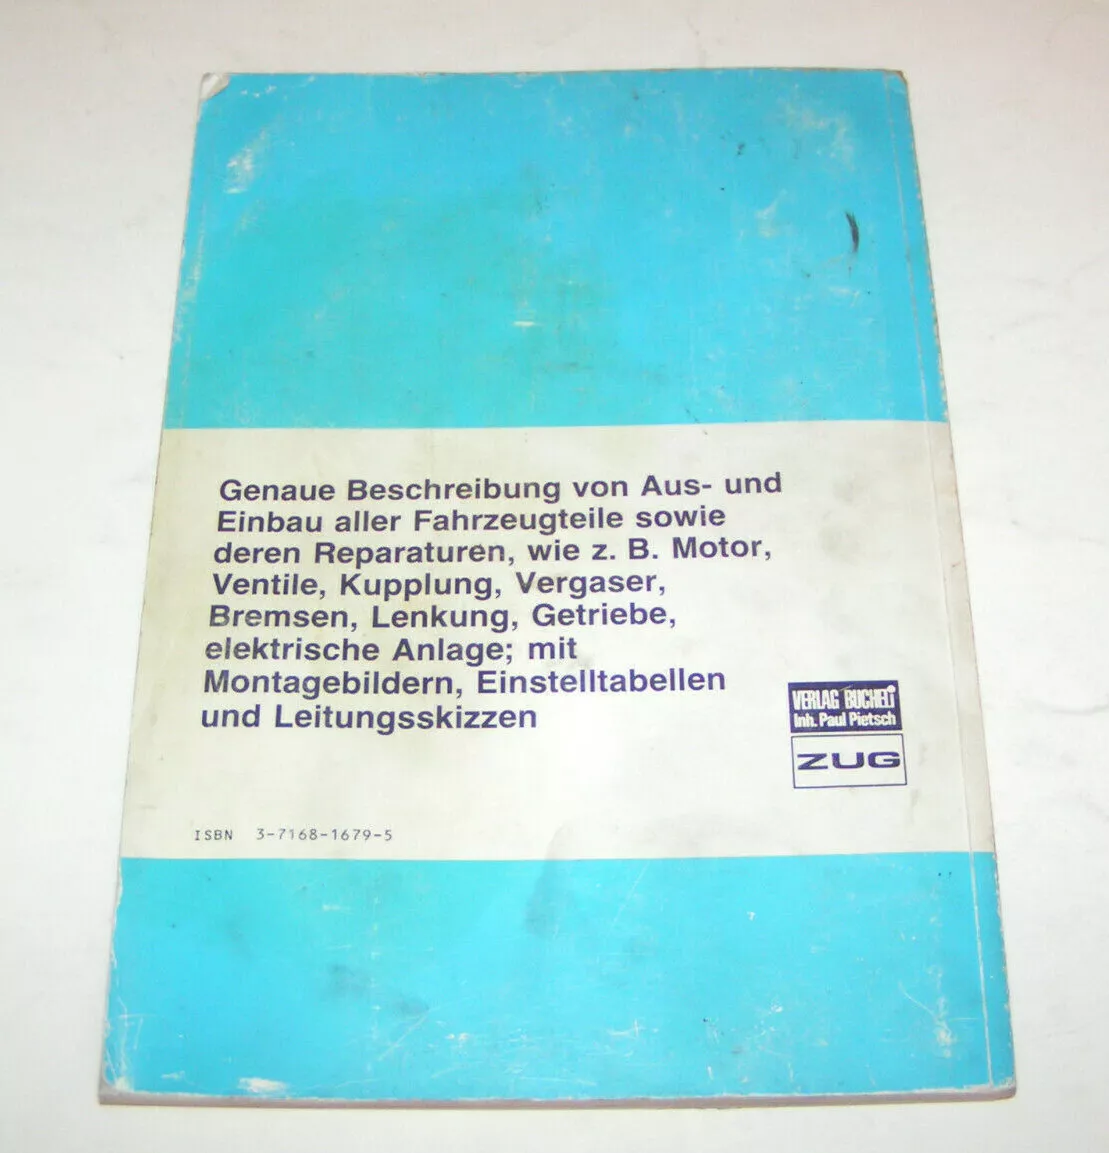 Genaue Beschreibung von Aus- und
Einbau aller Fahrzeugteile sowie
deren Reparaturen, wie z. B. Motor,
Ventile, Kupplung, Vergaser,
Bremsen, Lenkung, Getriebe,
elektrische Anlage; mit
Montagebildern, Einstelltabellen
und Leitungsskizzen
VERLAG BUCHELI
Inh. Paul Pietsch
ZUG
ISBN 3-7168-1679-5